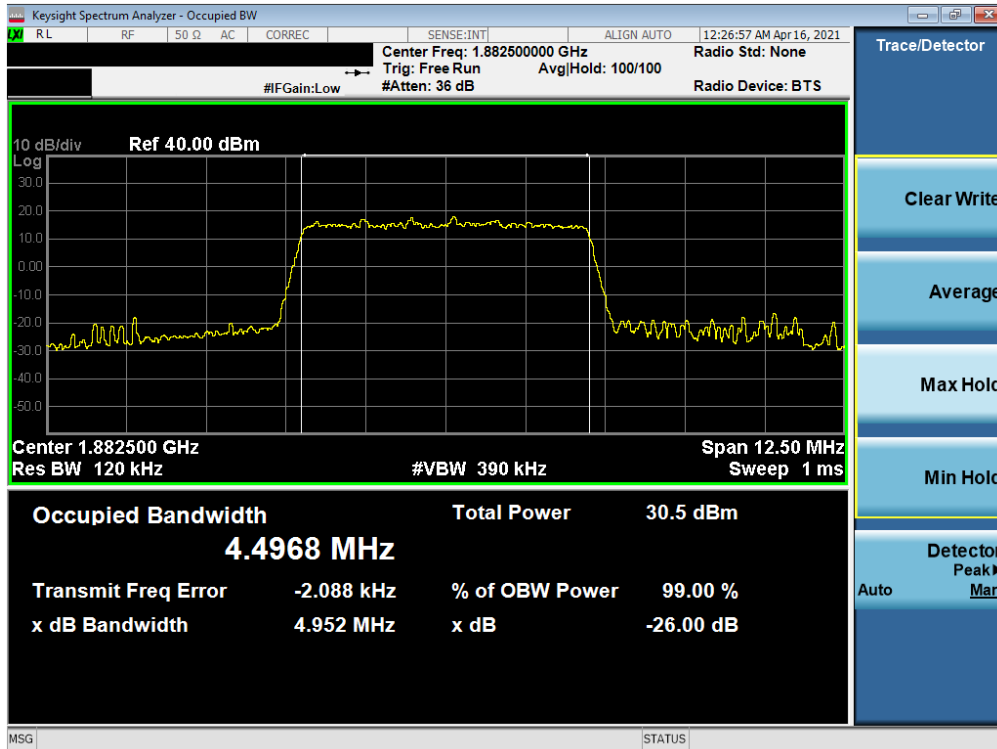 Keysight Spectrum Analyzer - Occupied BW
LXI RL RF 50 Ω AC CORREC SENSE:INT ALIGN AUTO 12:26:57 AM Apr 16, 2021
Center Freq: 1.882500000 GHz Radio Std: None
Trig: Free Run Avg|Hold: 100/100
#IFGain:Low #Atten: 36 dB Radio Device: BTS
10 dB/div Ref 40.00 dBm
Log
30.0
20.0
10.0
0.00
-10.0
-20.0
-30.0
-40.0
-50.0
Center 1.882500 GHz Span 12.50 MHz
Res BW 120 kHz #VBW 390 kHz Sweep 1 ms
Occupied Bandwidth Total Power 30.5 dBm
4.4968 MHz
Transmit Freq Error -2.088 kHz % of OBW Power 99.00 %
x dB Bandwidth 4.952 MHz x dB -26.00 dB
MSG STATUS
Trace/Detector
Clear Write
Average
Max Hold
Min Hold
Detector
Peak
Auto Man